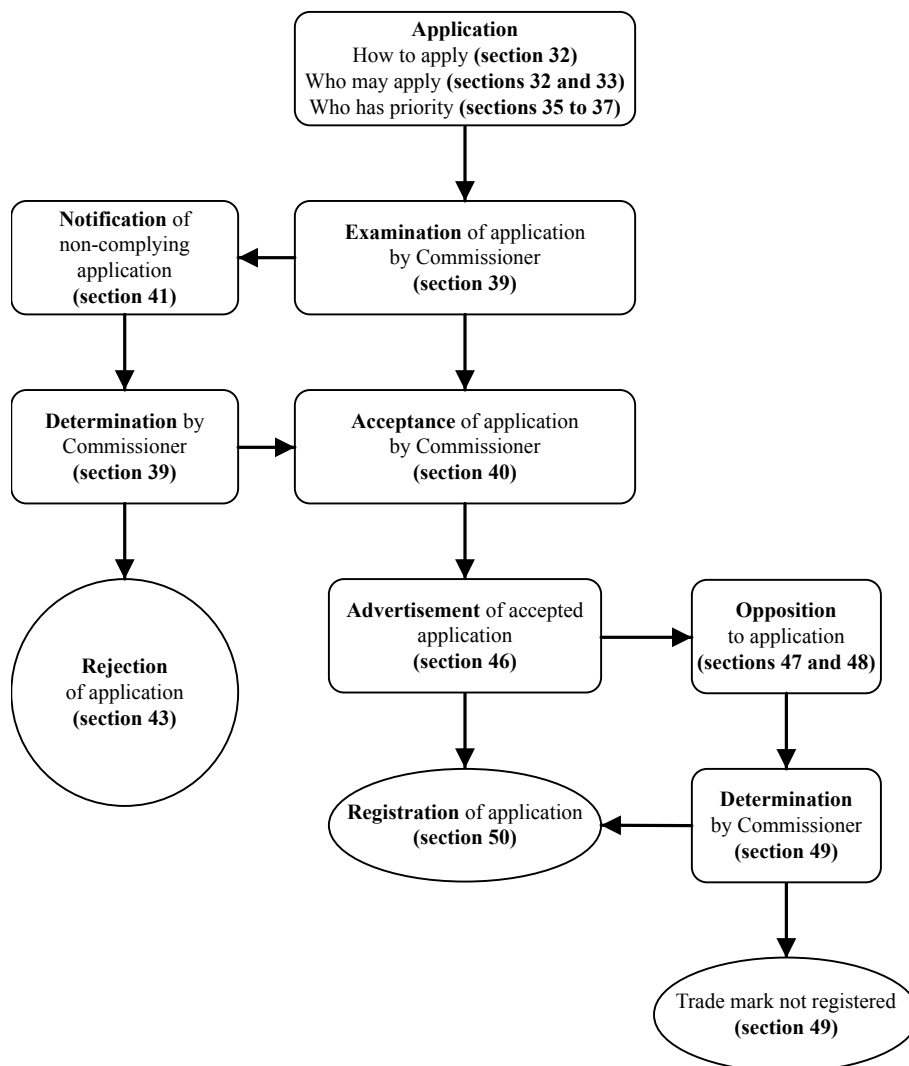 Application
How to apply (section 32)
Who may apply (sections 32 and 33)
Who has priority (sections 35 to 37)
Notification of
non-complying
application
(section 41)
Examination of application
by Commissioner
(section 39)
Determination by
Commissioner
(section 39)
Acceptance of application
by Commissioner
(section 40)
Rejection
of application
(section 43)
Advertisement of accepted
application
(section 46)
Opposition
to application
(sections 47 and 48)
Registration of application
(section 50)
Determination
by Commissioner
(section 49)
Trade mark not registered
(section 49)